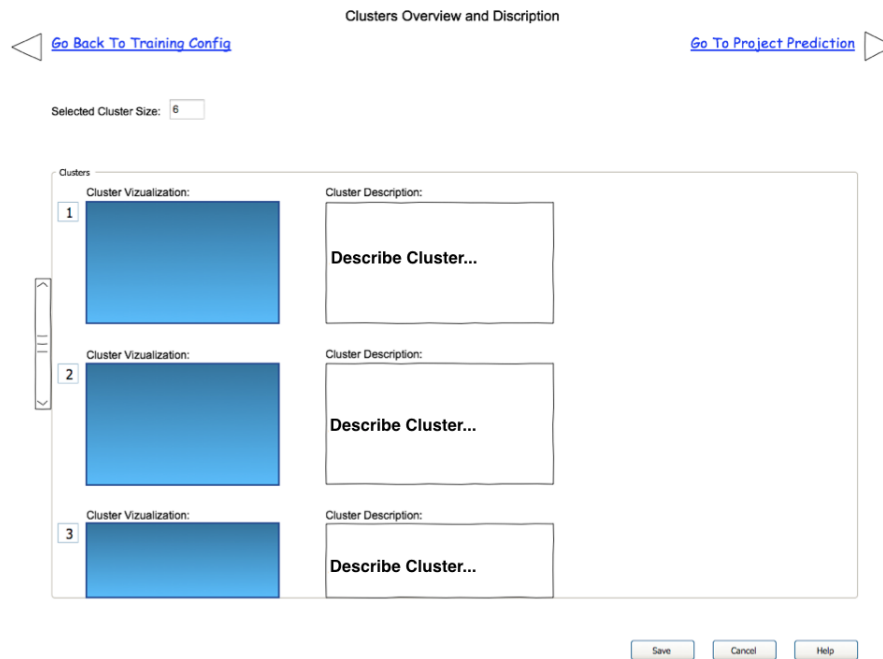 Clusters Overview and Discription
Go Back To Training Config
Go To Project Prediction
Selected Cluster Size: 6
Clusters
Cluster Vizualization: Cluster Description:
1
Describe Cluster...
Cluster Vizualization: Cluster Description:
2
Describe Cluster...
Cluster Vizualization: Cluster Description:
3
Describe Cluster...
Save Cancel Help